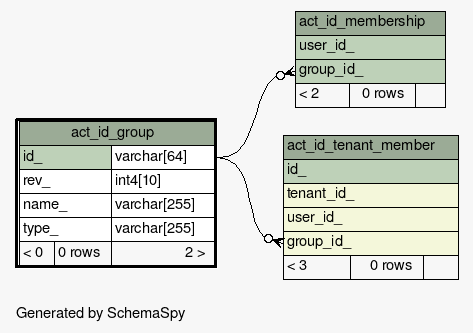 act_id_membership
user_id_
group_id_
< 2 0 rows
act_id_group
id_ varchar[64]
rev_ int4[10]
name_ varchar[255]
type_ varchar[255]
< 0 0 rows 2 >
act_id_tenant_member
id_
tenant_id_
user_id_
group_id_
< 3 0 rows
Generated by SchemaSpy